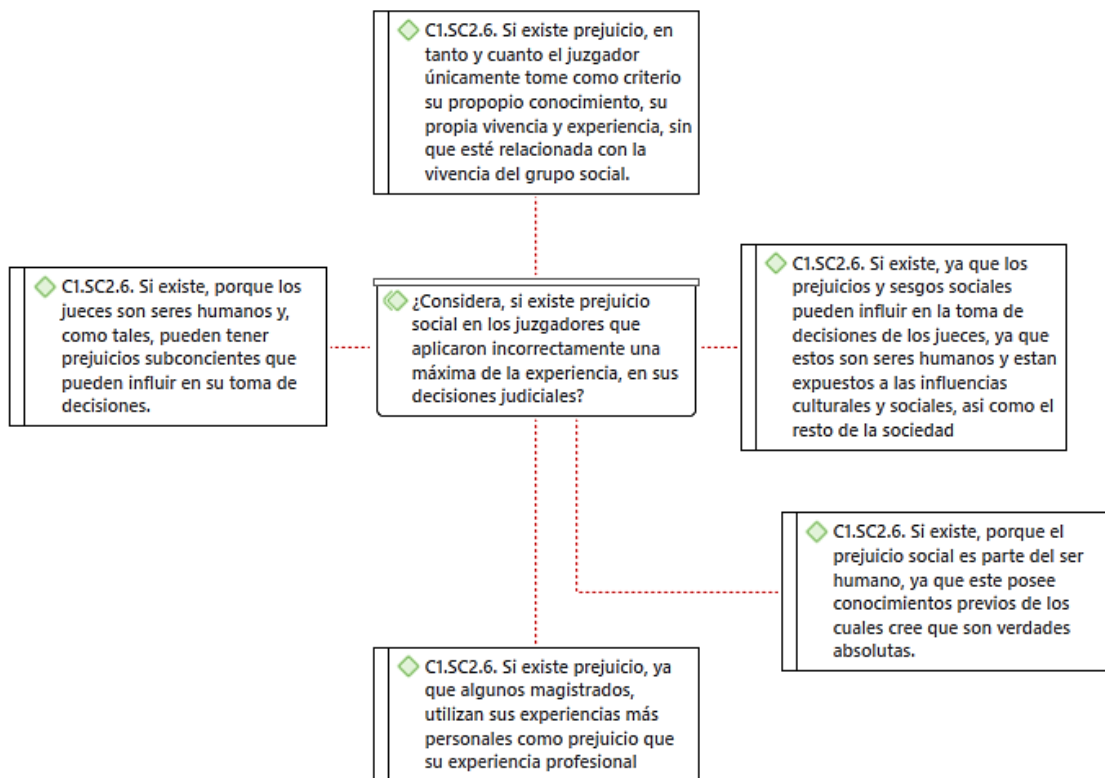 C1.SC2.6. Si existe prejuicio, en
tanto y cuanto el juzgador
únicamente tome como criterio
su propopio conocimiento, su
propia vivencia y experiencia, sin
que esté relacionada con la
vivencia del grupo social.
C1.SC2.6. Si existe, porque los
jueces son seres humanos y,
como tales, pueden tener
prejuicios subconcientes que
pueden influir en su toma de
decisiones.
¿Considera, si existe prejuicio
social en los juzgadores que
aplicaron incorrectamente una
máxima de la experiencia, en sus
decisiones judiciales?
C1.SC2.6. Si existe, ya que los
prejuicios y sesgos sociales
pueden influir en la toma de
decisiones de los jueces, ya que
estos son seres humanos y estan
expuestos a las influencias
culturales y sociales, asi como el
resto de la sociedad
C1.SC2.6. Si existe, porque el
prejuicio social es parte del ser
humano, ya que este posee
conocimientos previos de los
cuales cree que son verdades
absolutas.
C1.SC2.6. Si existe prejuicio, ya
que algunos magistrados,
utilizan sus experiencias más
personales como prejuicio que
su experiencia profesional